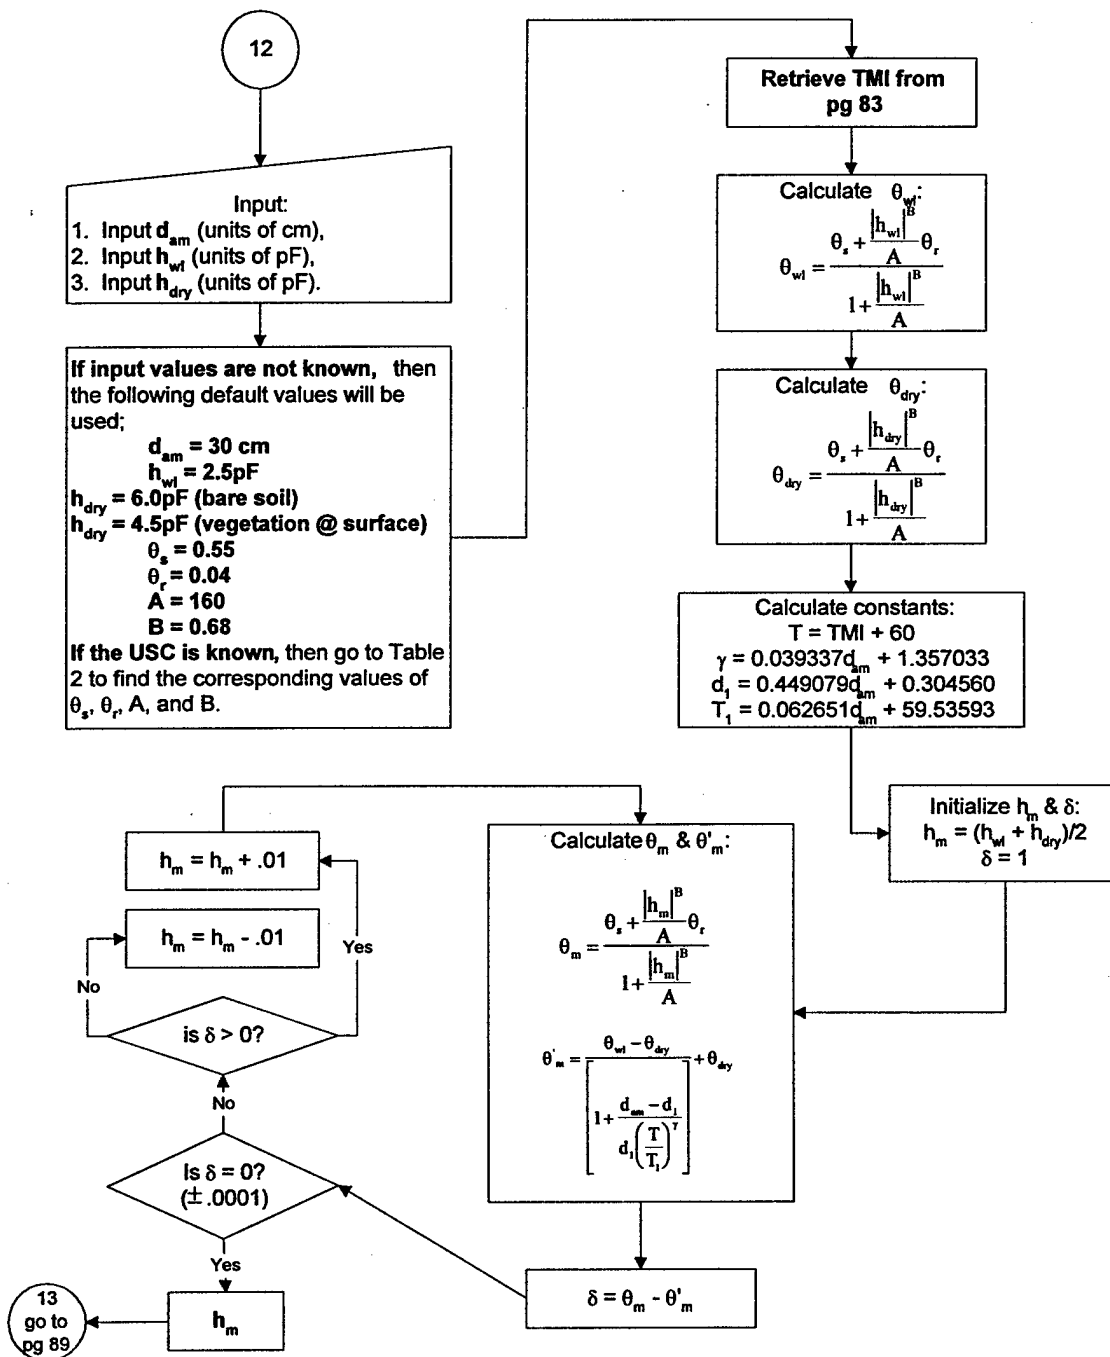 12
Input:
1. Input d_am (units of cm),
2. Input h_wl (units of pF),
3. Input h_dry (units of pF).
If input values are not known, then
the following default values will be
used;
d_am = 30 cm
h_wl = 2.5pF
h_dry = 6.0pF (bare soil)
h_dry = 4.5pF (vegetation @ surface)
θ_s = 0.55
θ_r = 0.04
A = 160
B = 0.68
If the USC is known, then go to Table
2 to find the corresponding values of
θ_s, θ_r, A, and B.
Retrieve TMI from
pg 83
Calculate θ_wl:
θ_wl = (θ_s + (|h_wl|^B / A) θ_r) / (1 + |h_wl|^B / A)
Calculate θ_dry:
θ_dry = (θ_s + (|h_dry|^B / A) θ_r) / (1 + |h_dry|^B / A)
Calculate constants:
T = TMI + 60
γ = 0.039337d_am + 1.357033
d_1 = 0.449079d_am + 0.304560
T_1 = 0.062651d_am + 59.53593
Initialize h_m & δ:
h_m = (h_wl + h_dry)/2
δ = 1
Calculate θ_m & θ'_m:
θ_m = (θ_s + (|h_m|^B / A) θ_r) / (1 + |h_m|^B / A)
θ'_m = (θ_wl − θ_dry) / [1 + (d_am − d_1) / (d_1 (T / T_1)^γ)] + θ_dry
δ = θ_m - θ'_m
Is δ = 0?
(± .0001)
No
Yes
is δ > 0?
No
Yes
h_m = h_m - .01
h_m = h_m + .01
h_m
13
go to
pg 89